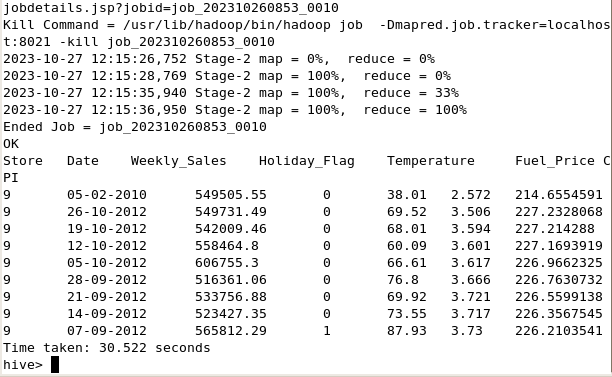 jobdetails.jsp?jobid=job_202310260853_0010
Kill Command = /usr/lib/hadoop/bin/hadoop job  -Dmapred.job.tracker=localhos
t:8021 -kill job_202310260853_0010
2023-10-27 12:15:26,752 Stage-2 map = 0%,  reduce = 0%
2023-10-27 12:15:28,769 Stage-2 map = 100%,  reduce = 0%
2023-10-27 12:15:35,940 Stage-2 map = 100%,  reduce = 33%
2023-10-27 12:15:36,950 Stage-2 map = 100%,  reduce = 100%
Ended Job = job_202310260853_0010
OK
Store   Date    Weekly_Sales    Holiday_Flag    Temperature     Fuel_Price C
PI
9       05-02-2010      549505.55       0       38.01   2.572   214.6554591
9       26-10-2012      549731.49       0       69.52   3.506   227.2328068
9       19-10-2012      542009.46       0       68.01   3.594   227.214288
9       12-10-2012      558464.8        0       60.09   3.601   227.1693919
9       05-10-2012      606755.3        0       66.61   3.617   226.9662325
9       28-09-2012      516361.06       0       76.8    3.666   226.7630732
9       21-09-2012      533756.88       0       69.92   3.721   226.5599138
9       14-09-2012      523427.35       0       73.55   3.717   226.3567545
9       07-09-2012      565812.29       1       87.93   3.73    226.2103541
Time taken: 30.522 seconds
hive>